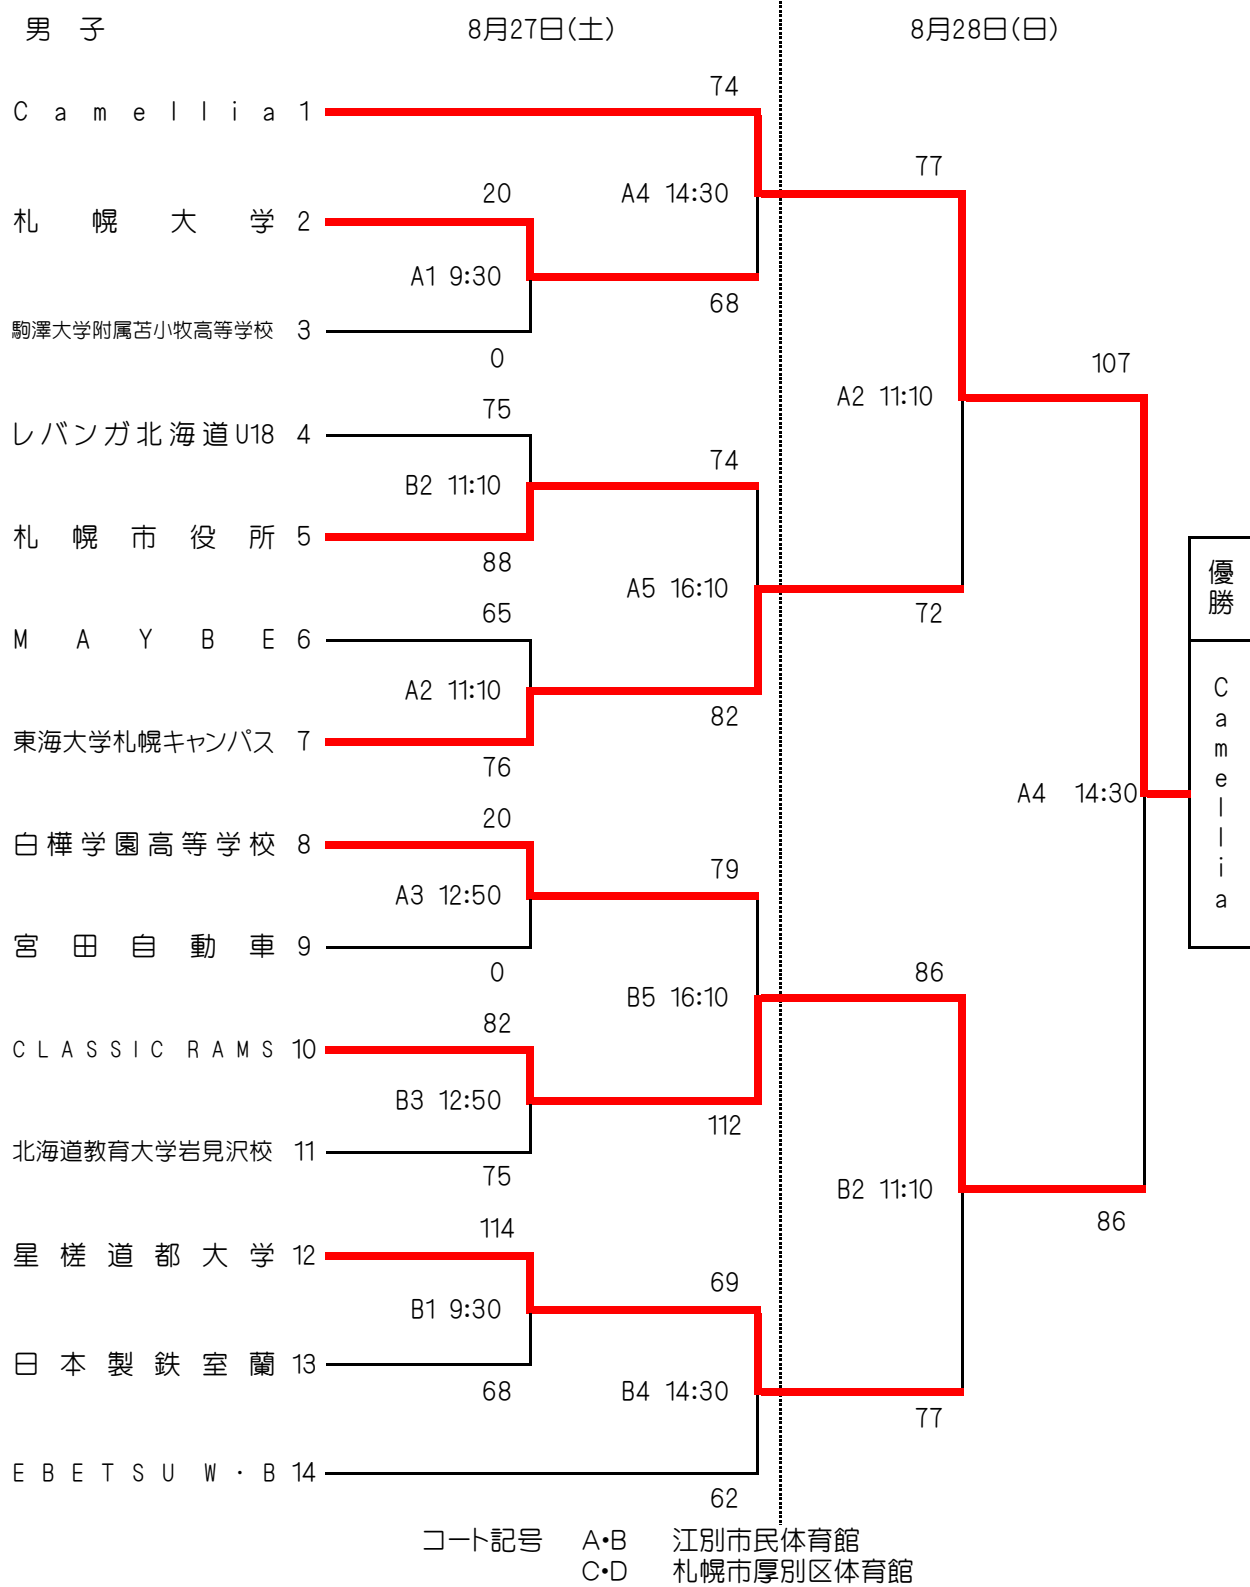 男子 8月27日(土) 8月28日(日)
74
Camellia 1
77
20 A4 14:30
札幌大学 2
A1 9:30
68
駒澤大学附属苫小牧高等学校 3
0
107
75 A2 11:10
レバンガ北海道U18 4
74
B2 11:10
札幌市役所 5
88
優勝
A5 16:10
65 72
MAYBE 6
A2 11:10
Camellia
82
東海大学札幌キャンパス 7
76
A4 14:30
20
白樺学園高等学校 8
79
A3 12:50
宮田自動車 9
0 86
B5 16:10
82
CLASSIC RAMS 10
B3 12:50
112
北海道教育大学岩見沢校 11
75
B2 11:10
114 86
星槎道都大学 12
69
B1 9:30
日本製鉄室蘭 13
68 B4 14:30
77
EBETSU W・B 14
62
コート記号 A・B 江別市民体育館
C・D 札幌市厚別区体育館